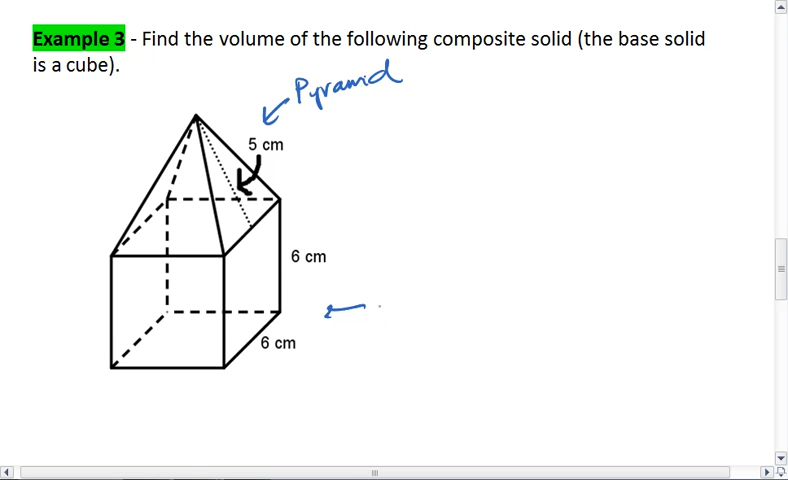 Example 3 - Find the volume of the following composite solid (the base solid
is a cube).
Pyramid
5 cm
6 cm
6 cm